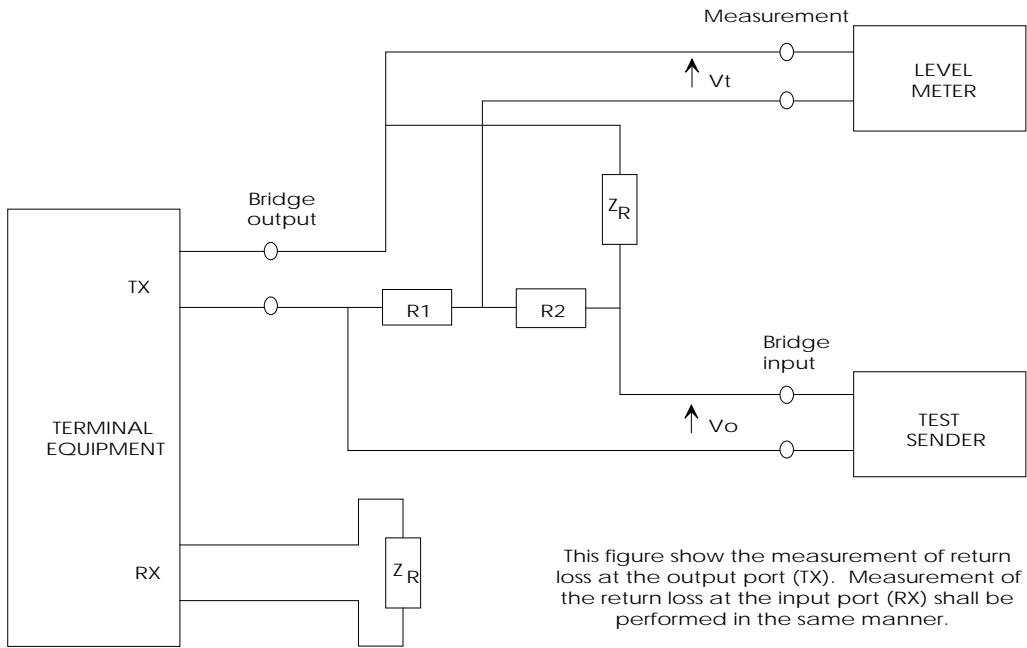 Measurement
LEVEL
METER
Vt
Bridge
output
ZR
TX
R1
R2
Bridge
input
TERMINAL
EQUIPMENT
Vo
TEST
SENDER
RX
ZR
This figure show the measurement of return
loss at the output port (TX). Measurement of
the return loss at the input port (RX) shall be
performed in the same manner.